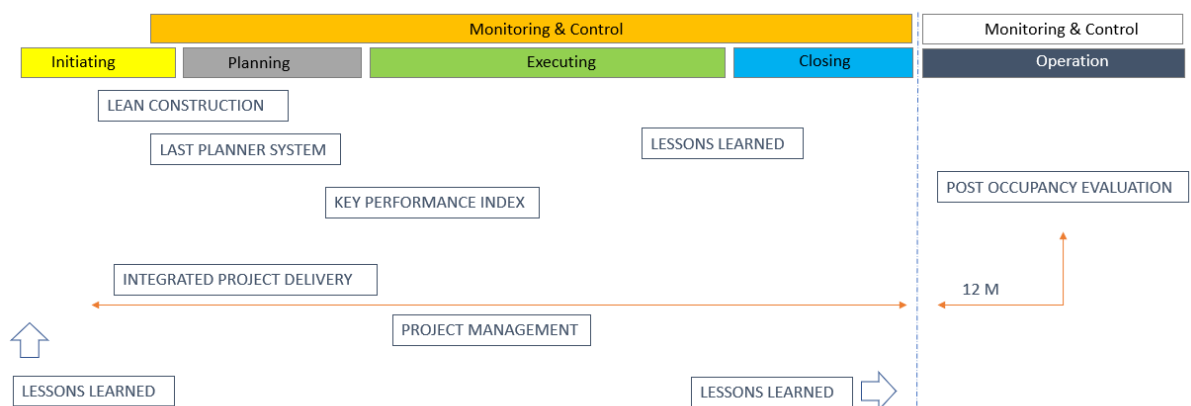 Monitoring & Control
Monitoring & Control
Initiating
Planning
Executing
Closing
Operation
LEAN CONSTRUCTION
LAST PLANNER SYSTEM
LESSONS LEARNED
POST OCCUPANCY EVALUATION
KEY PERFORMANCE INDEX
INTEGRATED PROJECT DELIVERY
12 M
PROJECT MANAGEMENT
LESSONS LEARNED
LESSONS LEARNED